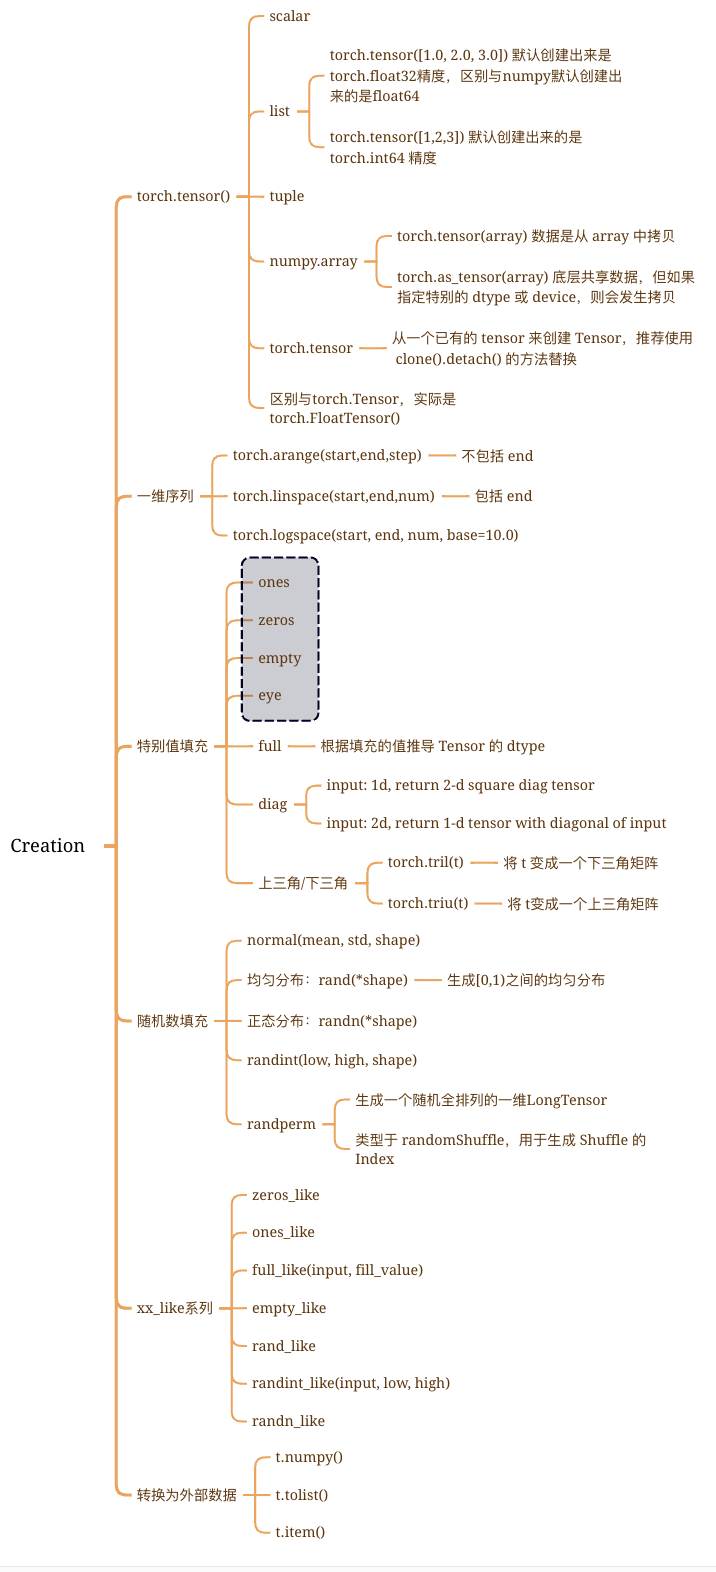 Creation
torch.tensor()
scalar
list
torch.tensor([1.0, 2.0, 3.0]) 默认创建出来是
torch.float32精度，区别与numpy默认创建出
来的是float64
torch.tensor([1,2,3]) 默认创建出来的是
torch.int64 精度
tuple
numpy.array
torch.tensor(array) 数据是从 array 中拷贝
torch.as_tensor(array) 底层共享数据，但如果
指定特别的 dtype 或 device，则会发生拷贝
torch.tensor
从一个已有的 tensor 来创建 Tensor，推荐使用
clone().detach() 的方法替换
区别与torch.Tensor，实际是
torch.FloatTensor()
一维序列
torch.arange(start,end,step)
不包括 end
torch.linspace(start,end,num)
包括 end
torch.logspace(start, end, num, base=10.0)
特别值填充
ones
zeros
empty
eye
full
根据填充的值推导 Tensor 的 dtype
diag
input: 1d, return 2-d square diag tensor
input: 2d, return 1-d tensor with diagonal of input
上三角/下三角
torch.tril(t)
将 t 变成一个下三角矩阵
torch.triu(t)
将 t变成一个上三角矩阵
随机数填充
normal(mean, std, shape)
均匀分布：rand(*shape)
生成[0,1)之间的均匀分布
正态分布：randn(*shape)
randint(low, high, shape)
randperm
生成一个随机全排列的一维LongTensor
类型于 randomShuffle，用于生成 Shuffle 的
Index
xx_like系列
zeros_like
ones_like
full_like(input, fill_value)
empty_like
rand_like
randint_like(input, low, high)
randn_like
转换为外部数据
t.numpy()
t.tolist()
t.item()